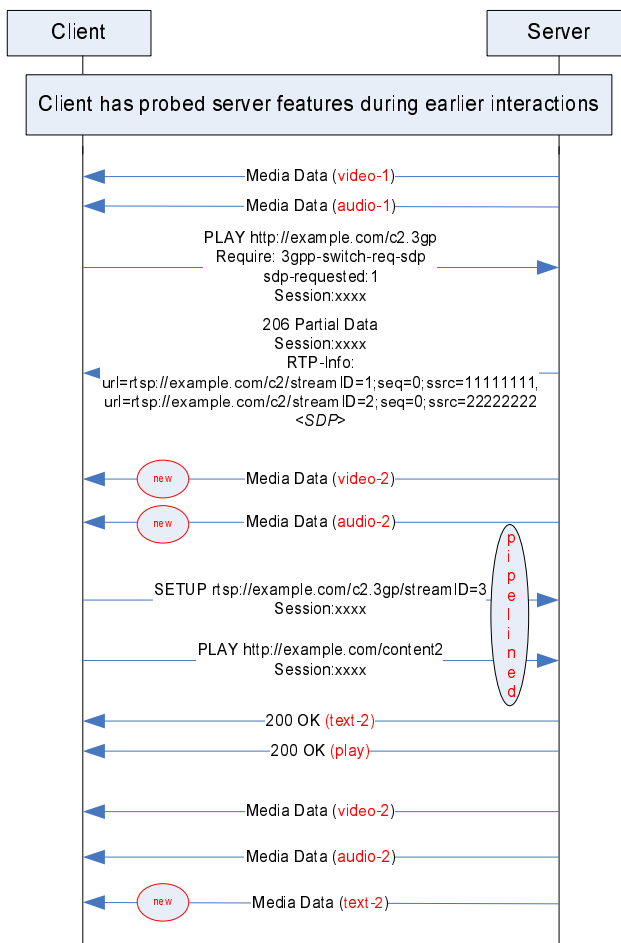 Client
Server
Client has probed server features during earlier interactions
Media Data (video-1)
Media Data (audio-1)
PLAY http://example.com/c2.3gp
Require: 3gpp-switch-req-sdp
sdp-requested:1
Session:xxxx
206 Partial Data
Session:xxxx
RTP-Info:
url=rtsp://example.com/c2/streamID=1;seq=0;ssrc=11111111,
url=rtsp://example.com/c2/streamID=2;seq=0;ssrc=22222222
<SDP>
new
Media Data (video-2)
new
Media Data (audio-2)
pipelined
SETUP rtsp://example.com/c2.3gp/streamID=3
Session:xxxx
PLAY http://example.com/content2
Session:xxxx
200 OK (text-2)
200 OK (play)
Media Data (video-2)
Media Data (audio-2)
new
Media Data (text-2)